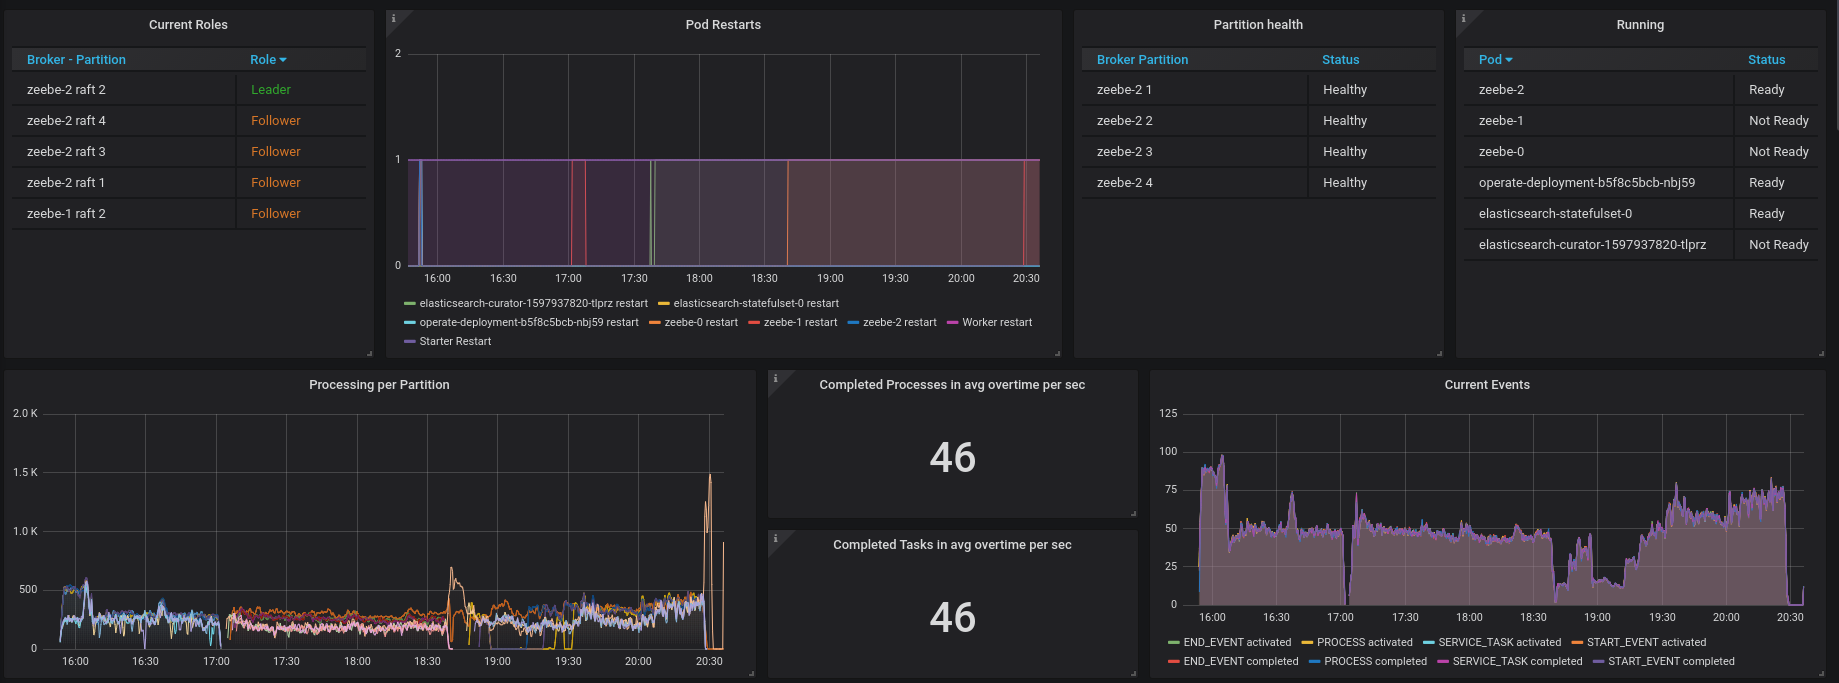 Current Roles
Broker - Partition Role
zeebe-2 raft 2 Leader
zeebe-2 raft 4 Follower
zeebe-2 raft 3 Follower
zeebe-2 raft 1 Follower
zeebe-1 raft 2 Follower
i
Pod Restarts
2
1
0
16:00 16:30 17:00 17:30 18:00 18:30 19:00 19:30 20:00 20:30
elasticsearch-curator-1597937820-tlprz restart elasticsearch-statefulset-0 restart
operate-deployment-b5f8c5bcb-nbj59 restart zeebe-0 restart zeebe-1 restart zeebe-2 restart Worker restart
Starter Restart
Partition health
Broker Partition Status
zeebe-2 1 Healthy
zeebe-2 2 Healthy
zeebe-2 3 Healthy
zeebe-2 4 Healthy
i
Running
Pod Status
zeebe-2 Ready
zeebe-1 Not Ready
zeebe-0 Not Ready
operate-deployment-b5f8c5bcb-nbj59 Ready
elasticsearch-statefulset-0 Ready
elasticsearch-curator-1597937820-tlprz Not Ready
Processing per Partition
2.0 K
1.5 K
1.0 K
500
0
16:00 16:30 17:00 17:30 18:00 18:30 19:00 19:30 20:00 20:30
i
Completed Processes in avg overtime per sec
46
i
Completed Tasks in avg overtime per sec
46
Current Events
125
100
75
50
25
0
16:00 16:30 17:00 17:30 18:00 18:30 19:00 19:30 20:00 20:30
END_EVENT activated PROCESS activated SERVICE_TASK activated START_EVENT activated
END_EVENT completed PROCESS completed SERVICE_TASK completed START_EVENT completed